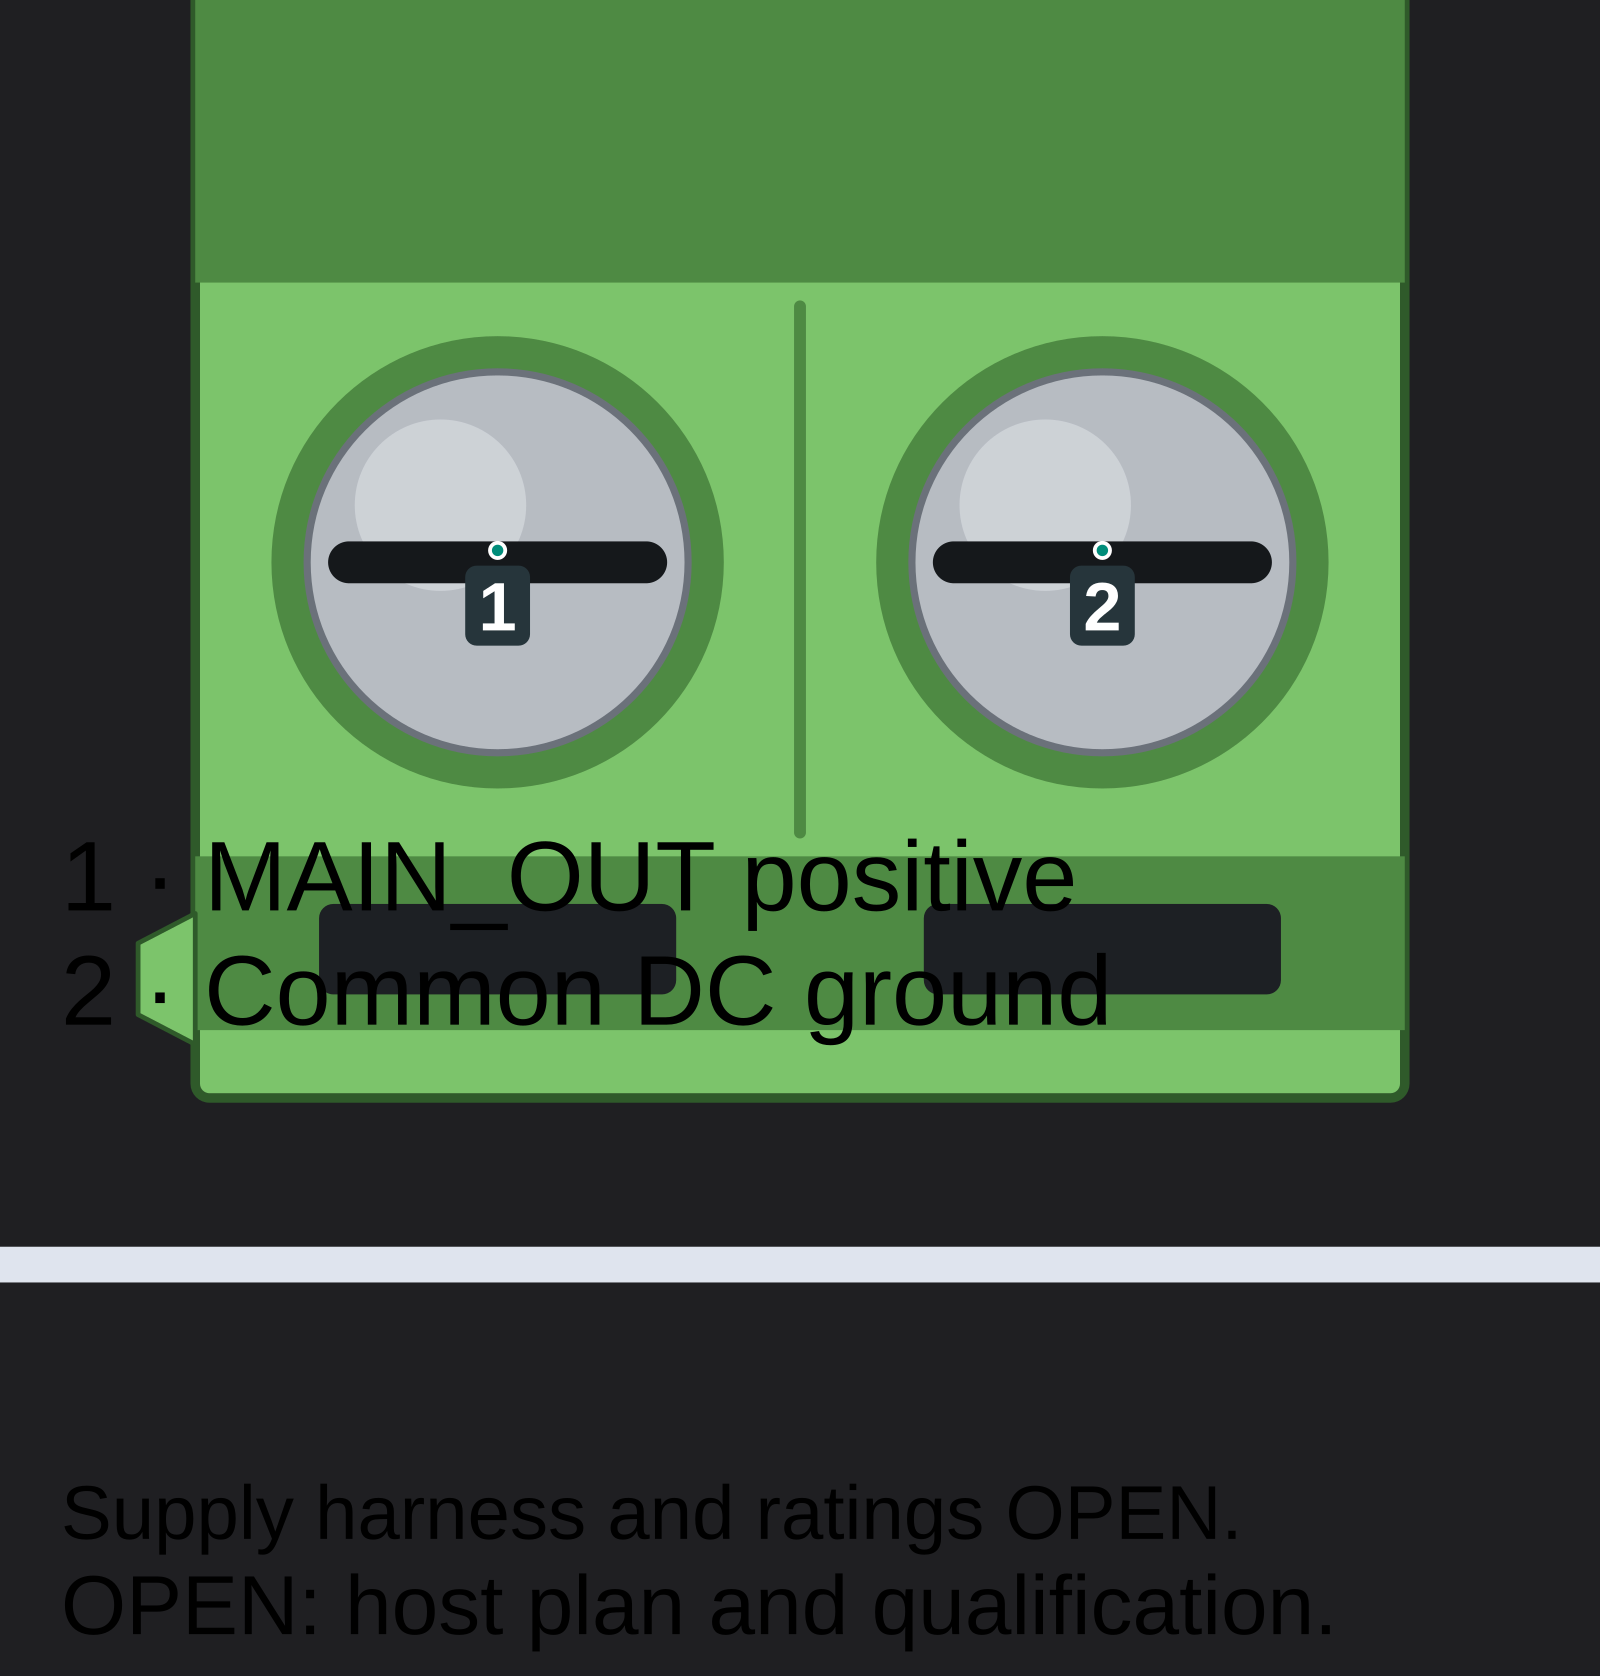 1
2
1 · MAIN_OUT positive
2 · Common DC ground
Supply harness and ratings OPEN.
OPEN: host plan and qualification.